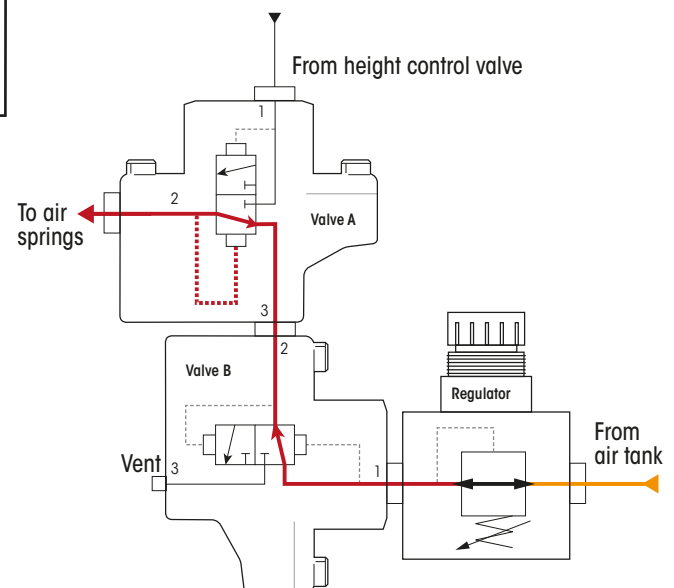 From height control valve
1
2
To air
springs
Valve A
3
2
Valve B
Regulator
From
air tank
Vent
3
1